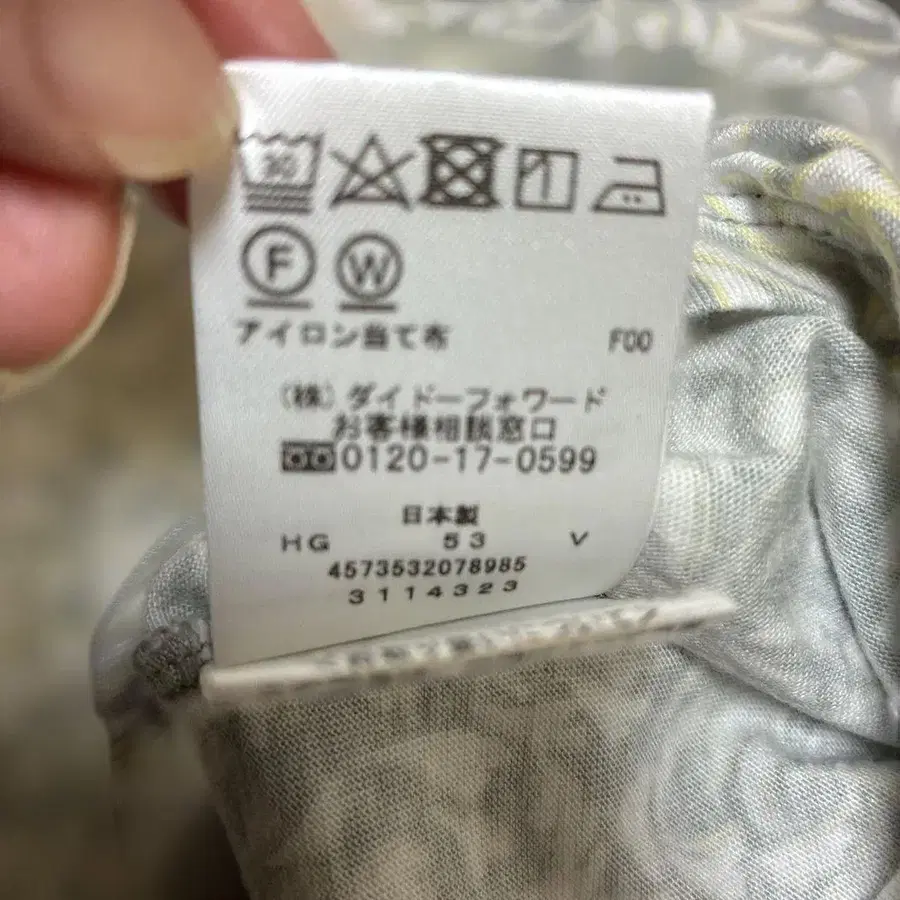 30
F W
アイロン当て布 F00
(株)ダイドーフォワード
お客様相談窓口
0120-17-0599
日本製
HG 53 V
4573532078985
3114323